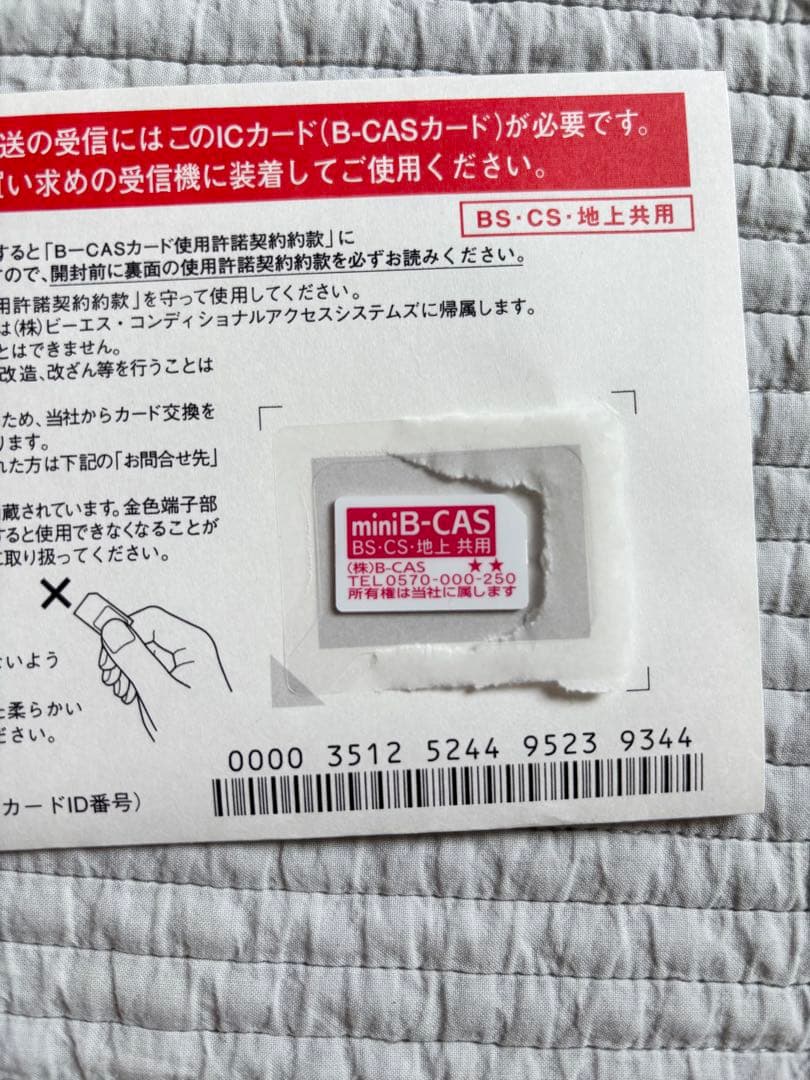 送の受信にはこのICカード(B-CASカード)が必要です。
い求めの受信機に装着してご使用ください。
BS・CS・地上共用
すると「B－CASカード使用許諾契約約款」に
ので、開封前に裏面の使用許諾契約約款を必ずお読みください。
用許諾契約約款」を守って使用してください。
は(株)ビーエス・コンディショナルアクセスシステムズに帰属します。
とはできません。
改造、改ざん等を行うことは
ため、当社からカード交換を
ります。
れた方は下記の「お問合せ先」
蔵されています。金色端子部
すると使用できなくなることが
に取り扱ってください。
miniB-CAS
BS・CS・地上 共用
(株)B-CAS ★★
TEL0570-000-250
所有権は当社に属します
ないよう
柔らかい
ださい。
0000 3512 5244 9523 9344
カードID番号)